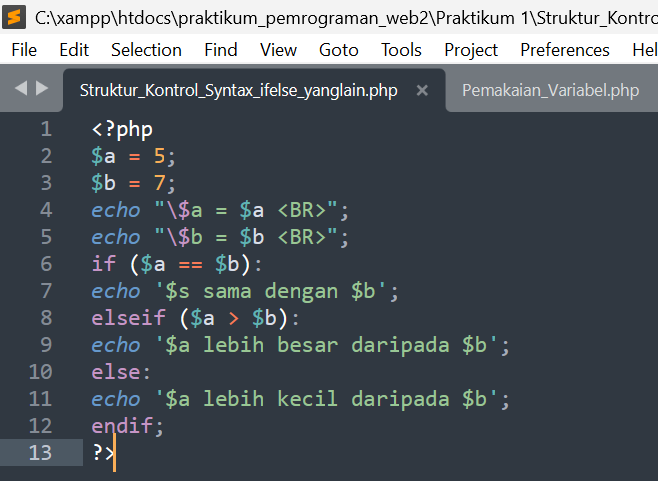 C:\xampp\htdocs\praktikum_pemrograman_web2\Praktikum 1\Struktur_Kontro
File Edit Selection Find View Goto Tools Project Preferences Hel
Struktur_Kontrol_Syntax_ifelse_yanglain.php × Pemakaian_Variabel.php
1 <?php
2 $a = 5;
3 $b = 7;
4 echo "\$a = $a <BR>";
5 echo "\$b = $b <BR>";
6 if ($a == $b):
7 echo '$s sama dengan $b';
8 elseif ($a > $b):
9 echo '$a lebih besar daripada $b';
10 else:
11 echo '$a lebih kecil daripada $b';
12 endif;
13 ?>